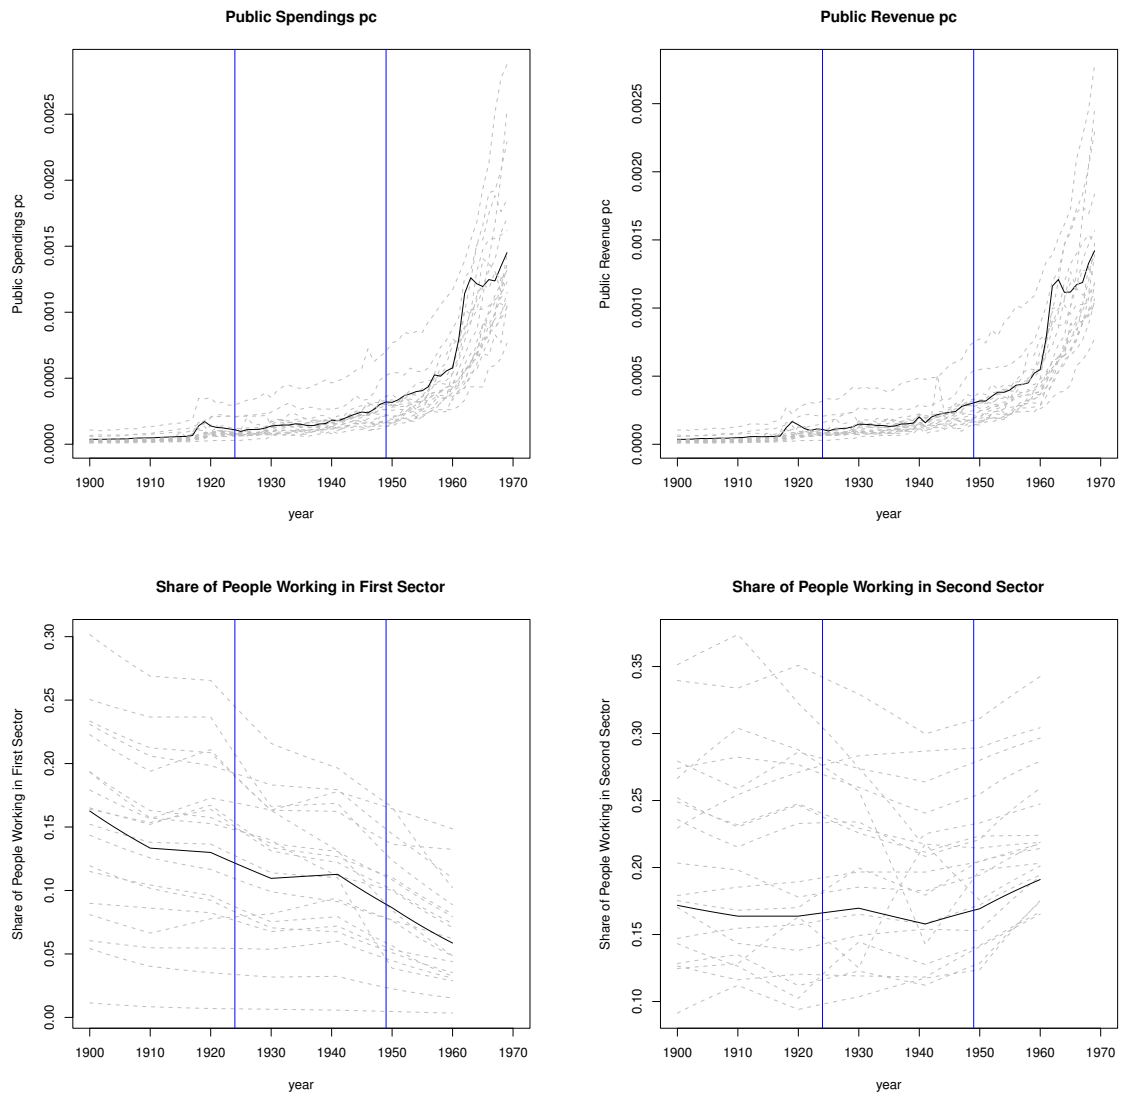 Public Spendings pc
Public Spendings pc
0.0000 0.0005 0.0010 0.0015 0.0020 0.0025
1900 1910 1920 1930 1940 1950 1960 1970
year
Public Revenue pc
Public Revenue pc
0.0000 0.0005 0.0010 0.0015 0.0020 0.0025
1900 1910 1920 1930 1940 1950 1960 1970
year
Share of People Working in First Sector
Share of People Working in First Sector
0.00 0.05 0.10 0.15 0.20 0.25 0.30
1900 1910 1920 1930 1940 1950 1960 1970
year
Share of People Working in Second Sector
Share of People Working in Second Sector
0.10 0.15 0.20 0.25 0.30 0.35
1900 1910 1920 1930 1940 1950 1960 1970
year